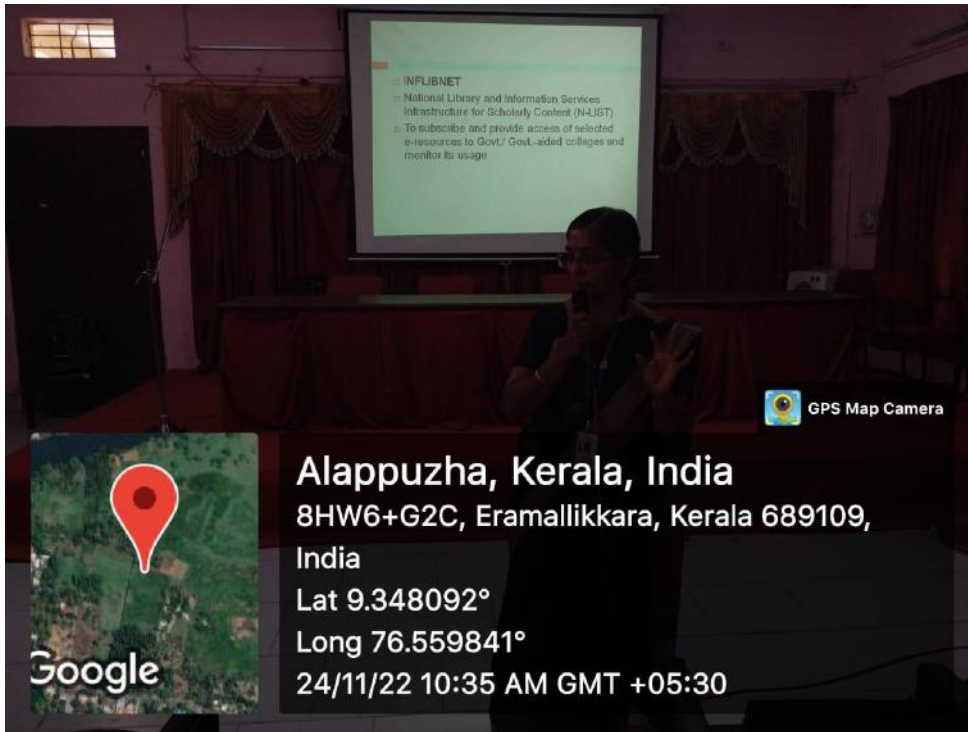 INFLIBNET
National Library and Information Services
Infrastructure for Scholarly Content (N-LIST)
To subscribe and provide access of selected
e-resources to Govt./ Govt.-aided colleges and
monitor its usage
GPS Map Camera
Alappuzha, Kerala, India
8HW6+G2C, Eramallikkara, Kerala 689109,
India
Lat 9.348092°
Long 76.559841°
24/11/22 10:35 AM GMT +05:30
Google